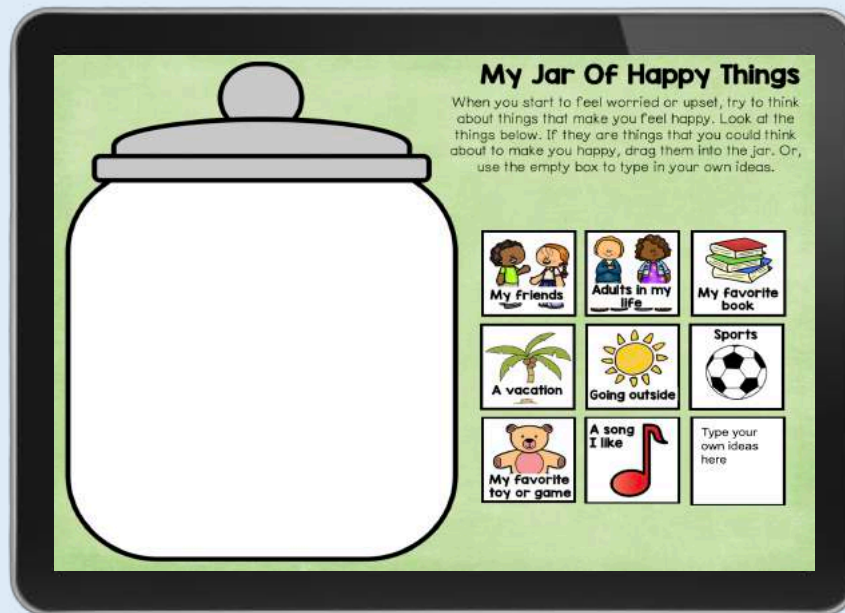 My Jar Of Happy Things
When you start to feel worried or upset, try to think
about things that make you feel happy. Look at the
things below. If they are things that you could think
about to make you happy, drag them into the jar. Or,
use the empty box to type in your own ideas.
My friends
Adults in my
life
My favorite
book
A vacation
Going outside
Sports
My favorite
toy or game
A song
I like
Type your
own ideas
here